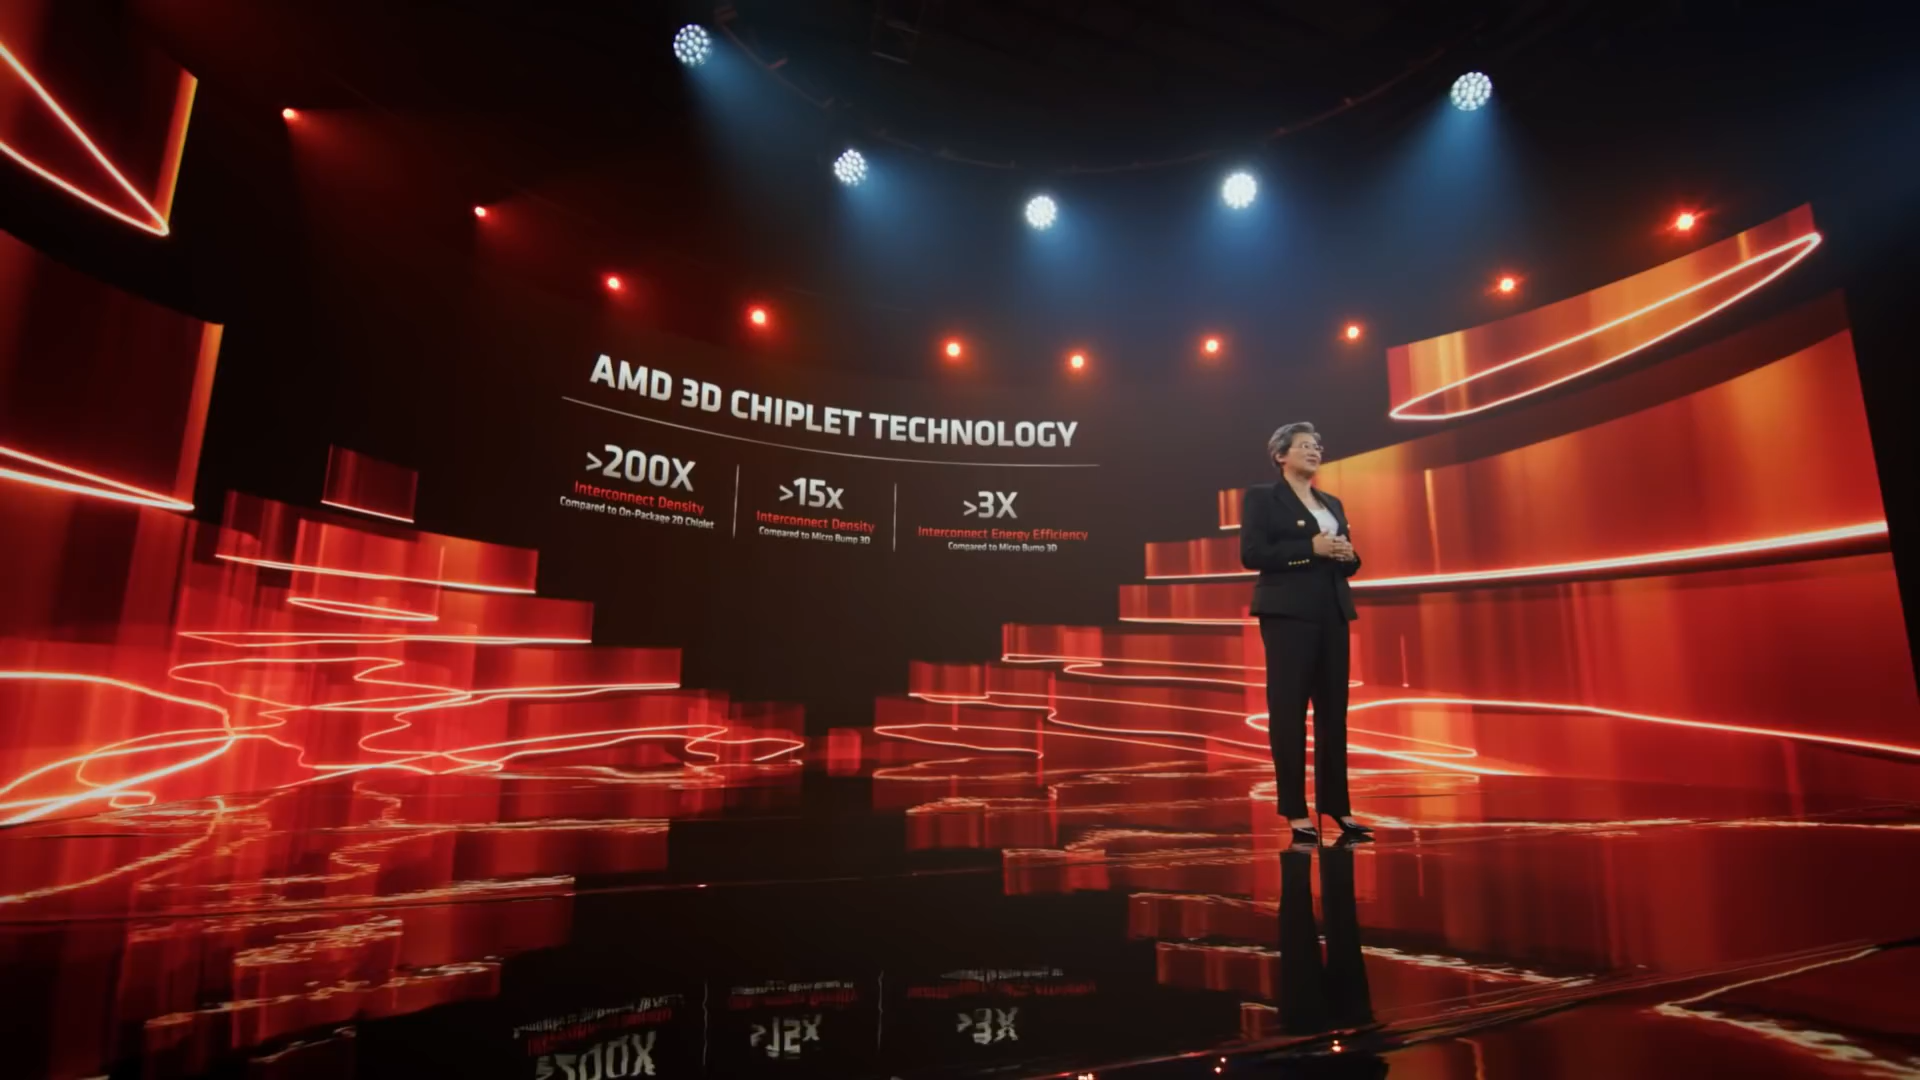 AMD 3D CHIPLET TECHNOLOGY
>200X
Interconnect Density
Compared to On-Package 2D Chiplet
>15x
Interconnect Density
Compared to Micro Bump 3D
>3X
Interconnect Energy Efficiency
Compared to Micro Bump 3D